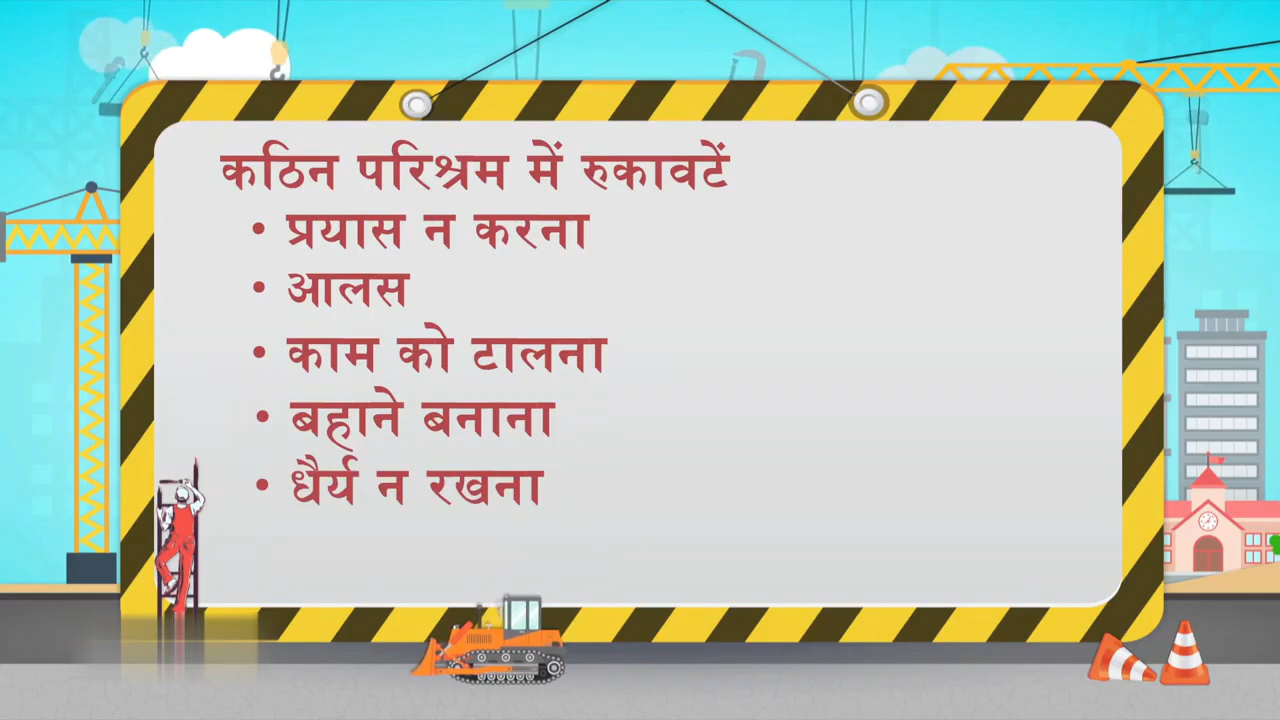 कठिन परिश्रम में रुकावटें
• प्रयास न करना
• आलस
• काम को टालना
• बहाने बनाना
• धैर्य न रखना